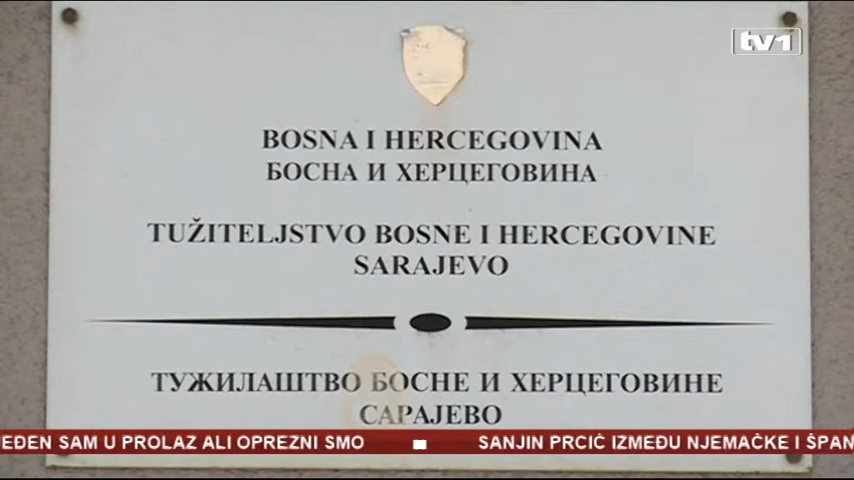 tv1
BOSNA I HERCEGOVINA
БОСНА И ХЕРЦЕГОВИНА
TUŽITELJSTVO BOSNE I HERCEGOVINE
SARAJEVO
ТУЖИЛАШТВО БОСНЕ И ХЕРЦЕГОВИНЕ
САРАЈЕВО
EĐEN SAM U PROLAZ ALI OPREZNI SMO SANJIN PRCIĆ IZMEĐU NJEMAČKE I ŠPAN